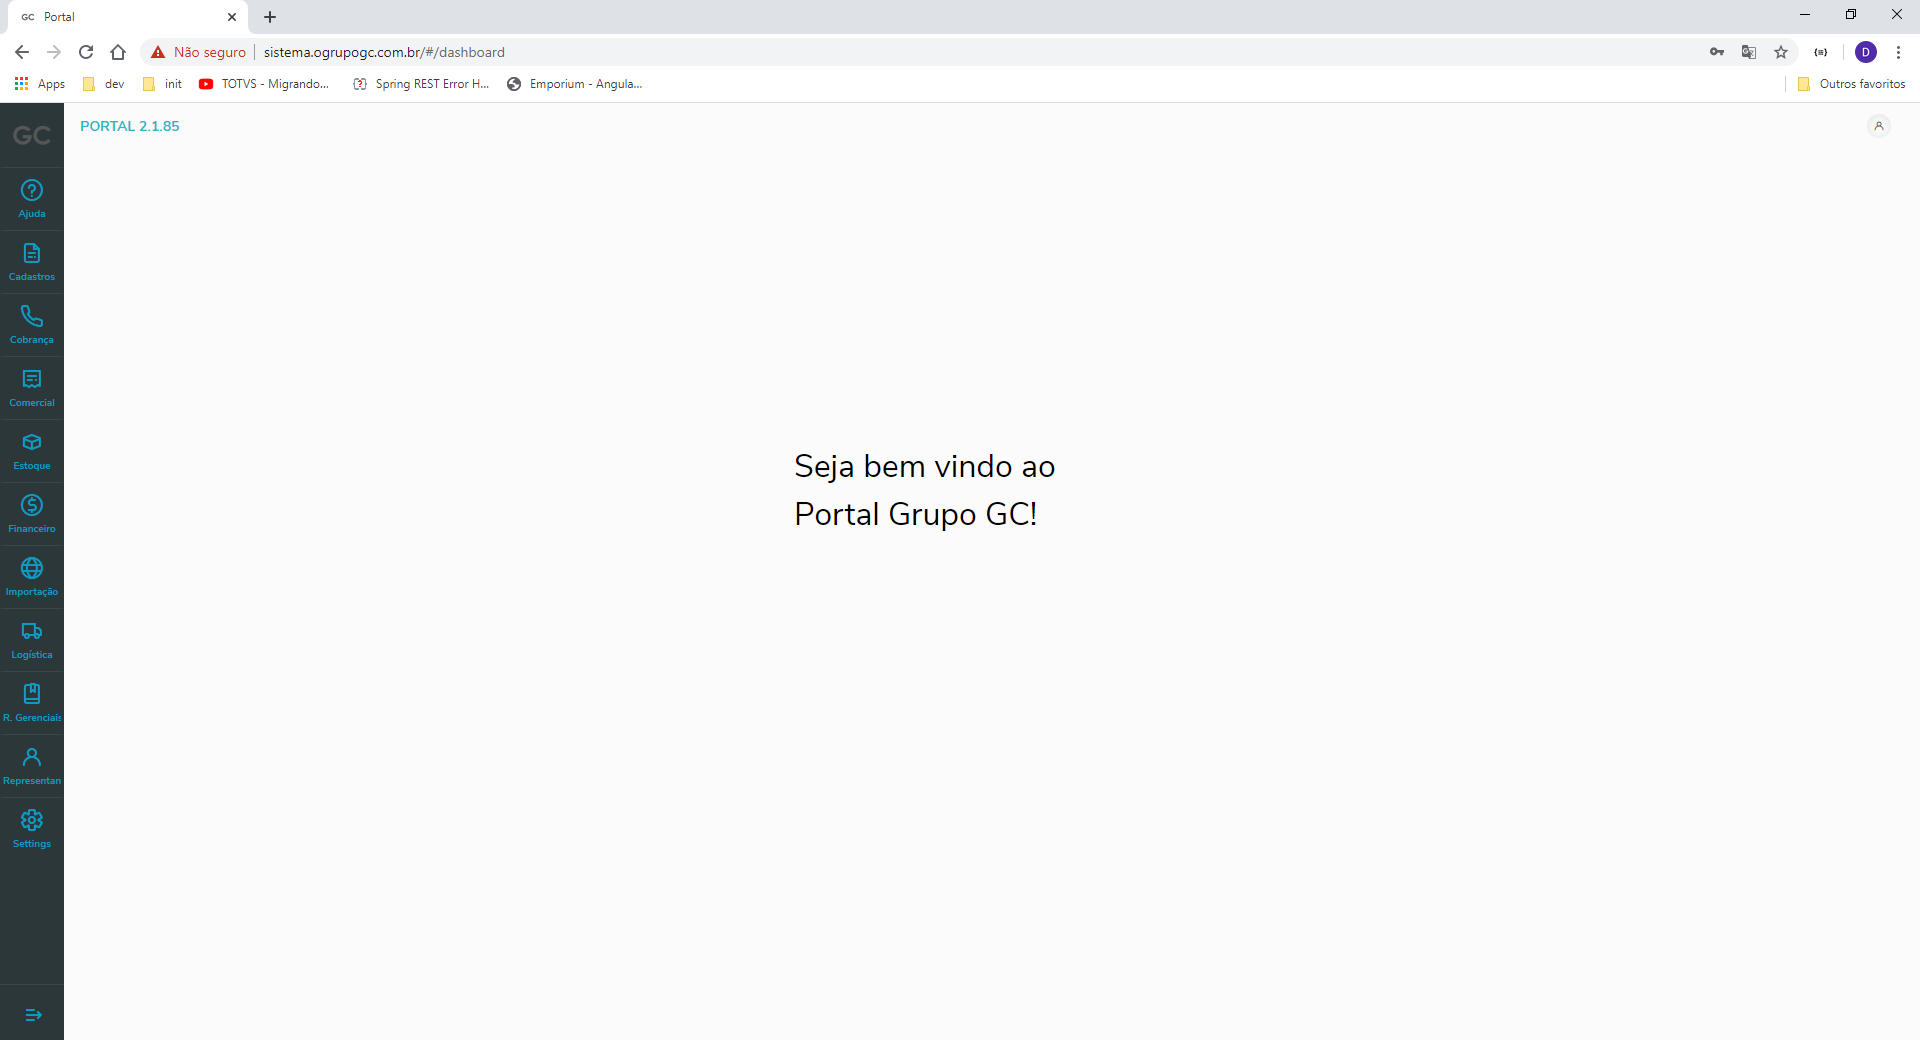 GC Portal
Não seguro sistema.ogrupogc.com.br/#/dashboard
D
Apps dev init TOTVS - Migrando... Spring REST Error H... Emporium - Angula... Outros favoritos
GC
PORTAL 2.1.85
Ajuda
Cadastros
Cobrança
Comercial
Estoque
Financeiro
Importação
Logística
R. Gerenciais
Representan
Settings
Seja bem vindo ao
Portal Grupo GC!